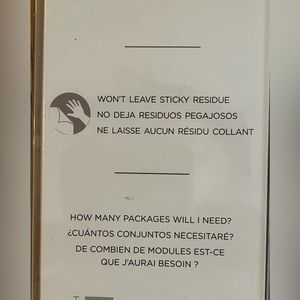 WON'T LEAVE STICKY RESIDUE
NO DEJA RESIDUOS PEGAJOSOS
NE LAISSE AUCUN RÉSIDU COLLANT
HOW MANY PACKAGES WILL I NEED?
¿CUÁNTOS CONJUNTOS NECESITARÉ?
DE COMBIEN DE MODULES EST-CE
QUE J'AURAI BESOIN ?